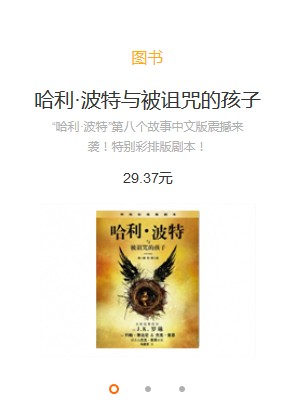 图书
哈利·波特与被诅咒的孩子
“哈利·波特”第八个故事中文版震撼来
袭！特别彩排版剧本！
29.37元
哈利·波特
与
被诅咒的孩子
J.K. 罗琳